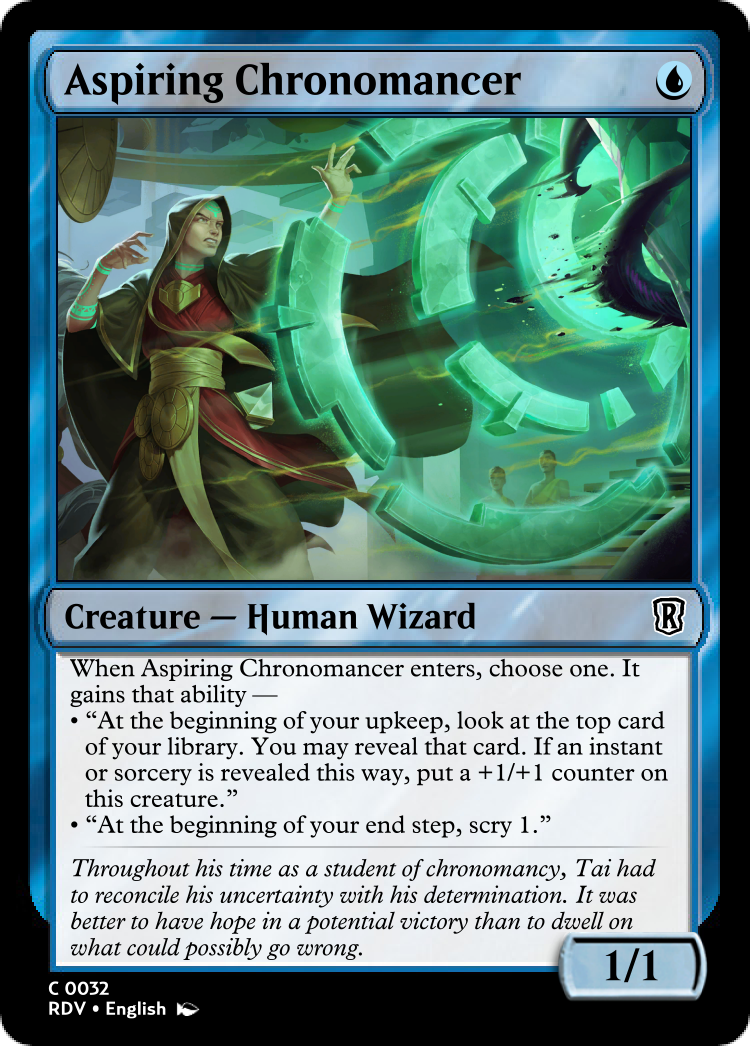 Aspiring Chronomancer
Creature — Human Wizard
R
When Aspiring Chronomancer enters, choose one. It
gains that ability —
• “At the beginning of your upkeep, look at the top card
of your library. You may reveal that card. If an instant
or sorcery is revealed this way, put a +1/+1 counter on
this creature.”
• “At the beginning of your end step, scry 1.”
Throughout his time as a student of chronomancy, Tai had
to reconcile his uncertainty with his determination. It was
better to have hope in a potential victory than to dwell on
what could possibly go wrong.
1/1
C 0032
RDV • English